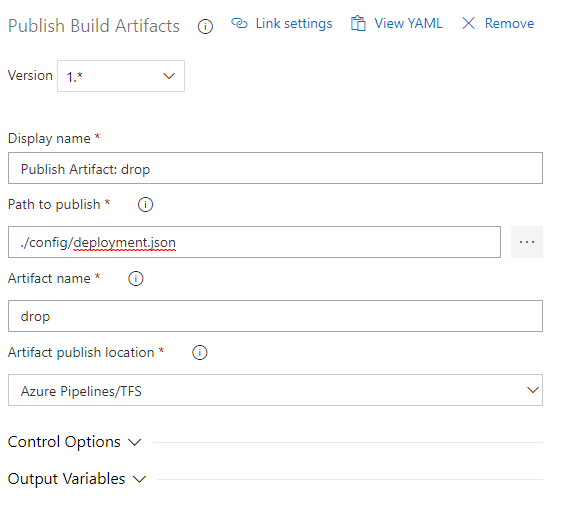 Publish Build Artifacts Link settings View YAML Remove
Version 1.*
Display name *
Publish Artifact: drop
Path to publish *
./config/deployment.json ...
Artifact name *
drop
Artifact publish location *
Azure Pipelines/TFS
Control Options
Output Variables